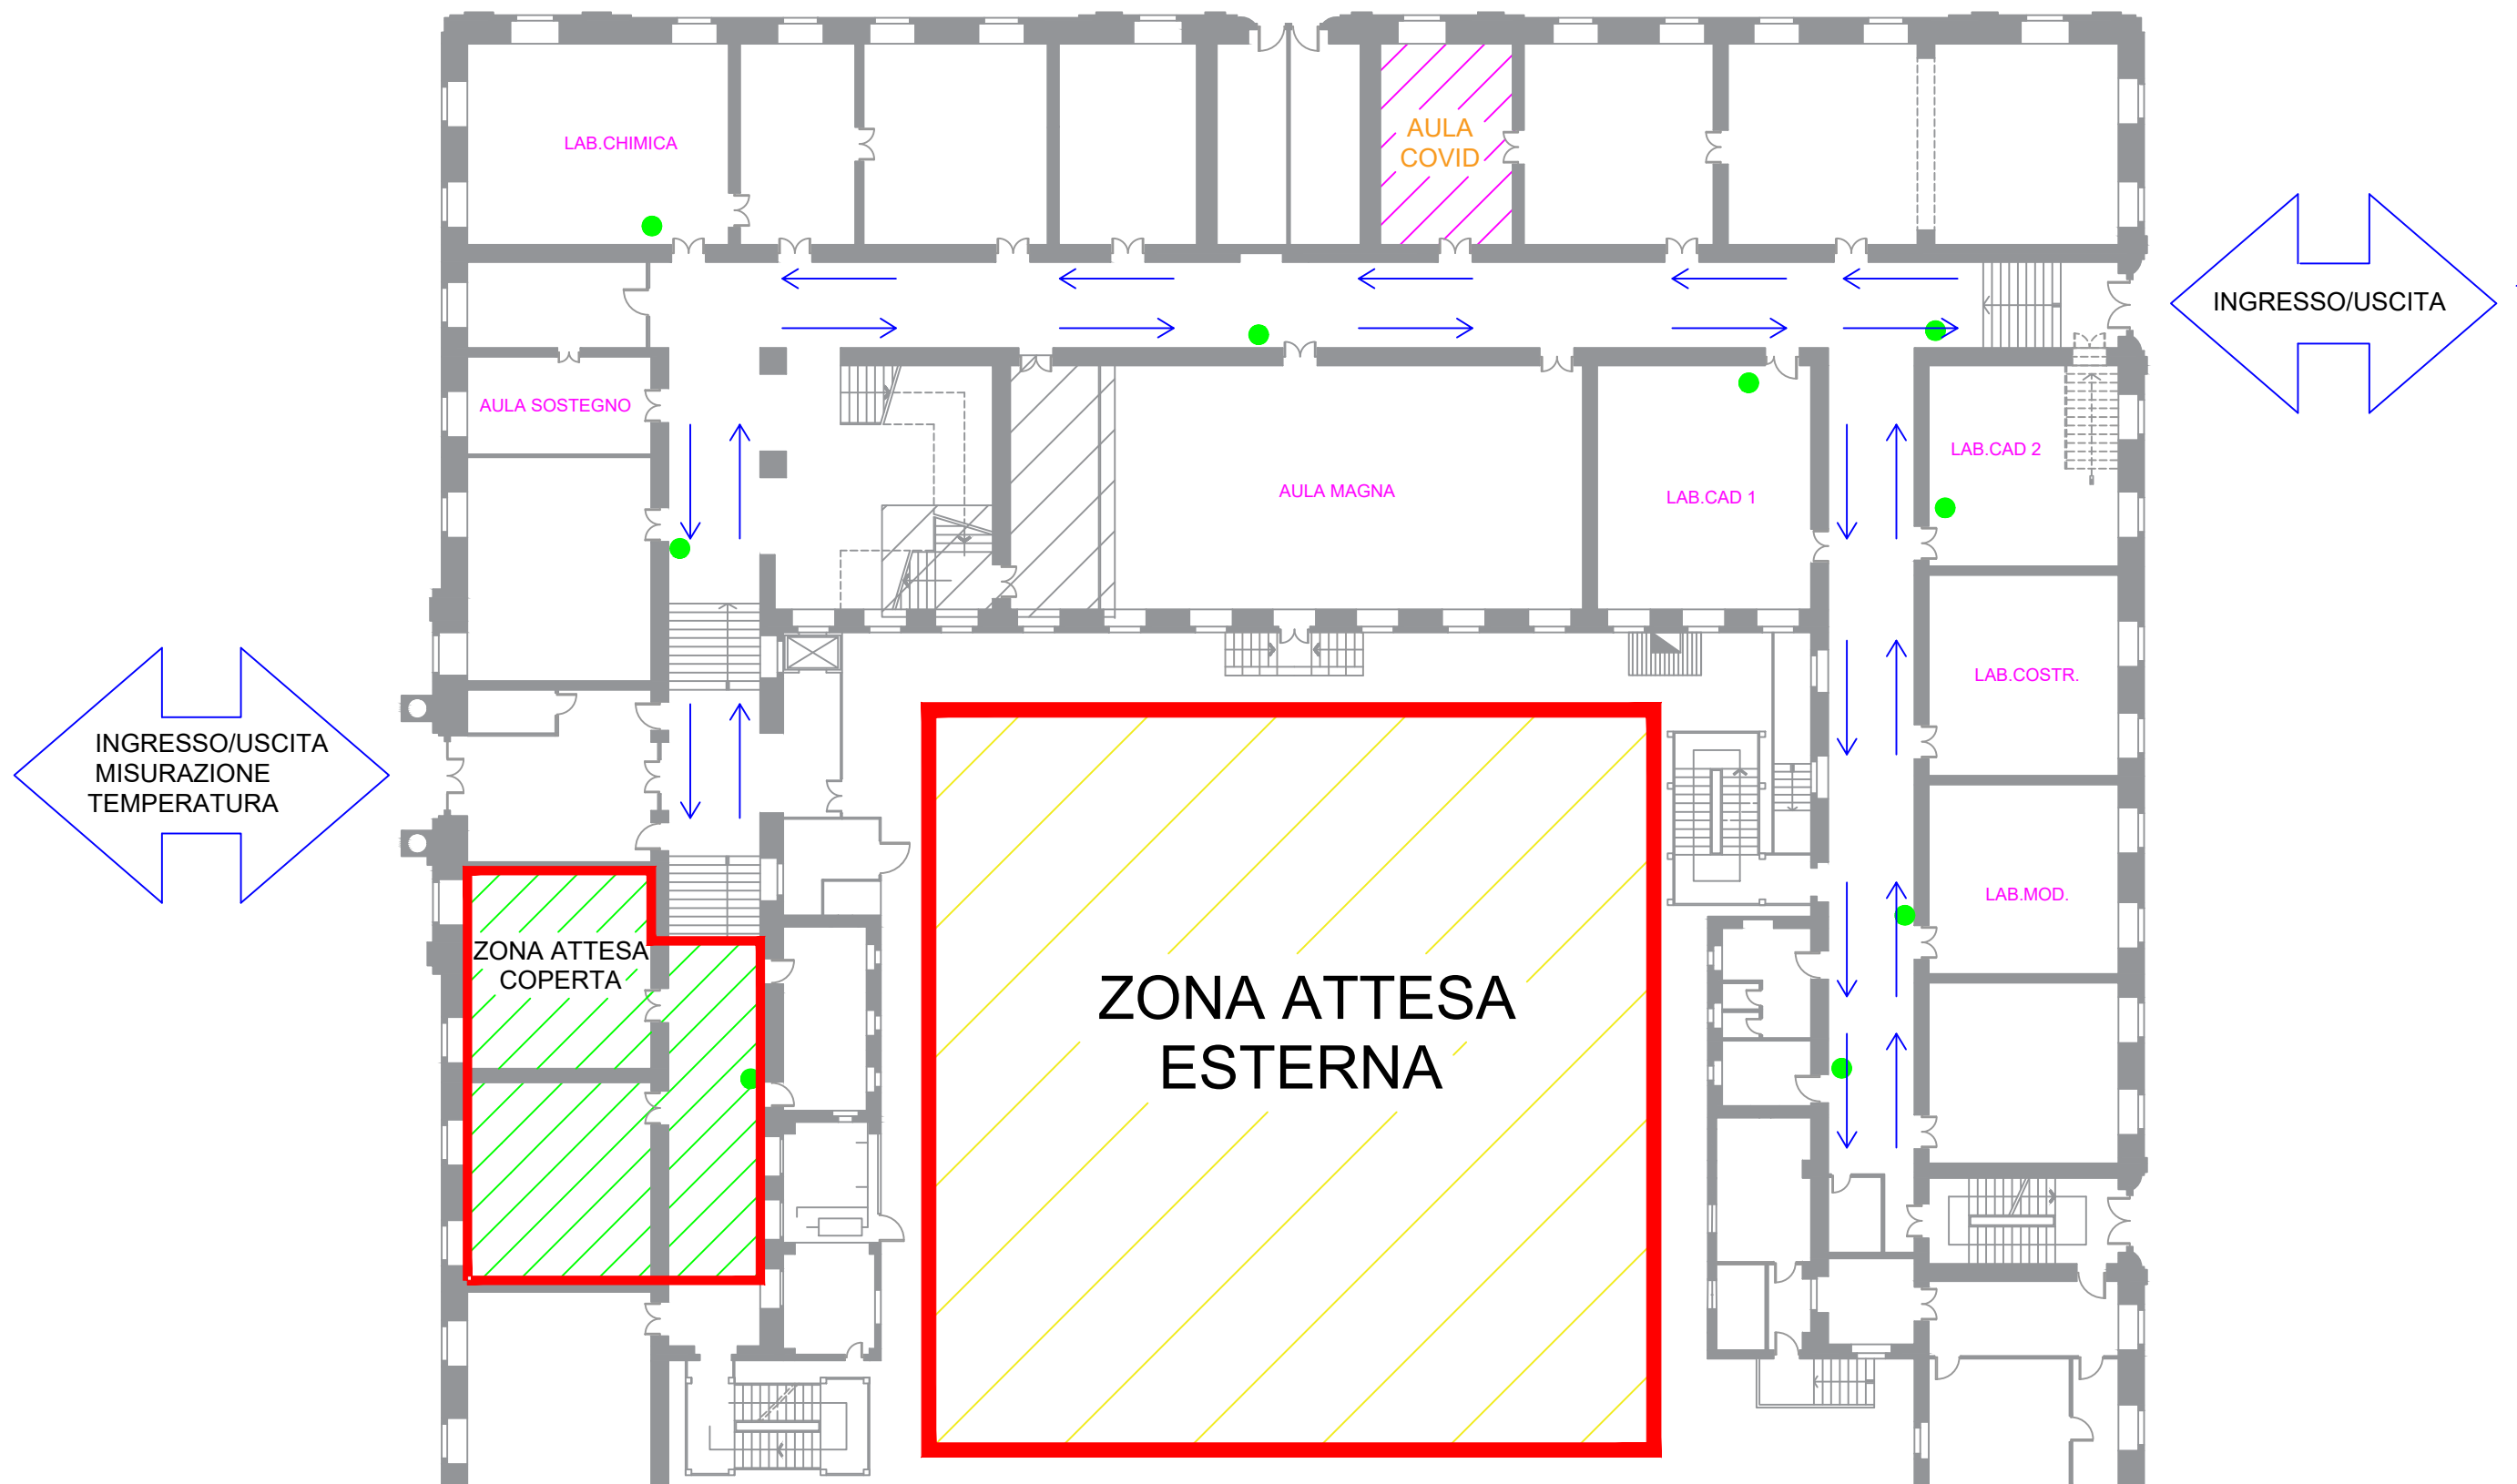 LAB.CHIMICA
AULA
COVID
INGRESSO/USCITA
AULA SOSTEGNO
LAB.CAD 2
AULA MAGNA
LAB.CAD 1
LAB.COSTR.
INGRESSO/USCITA
MISURAZIONE
TEMPERATURA
LAB.MOD.
ZONA ATTESA
COPERTA
ZONA ATTESA
ESTERNA